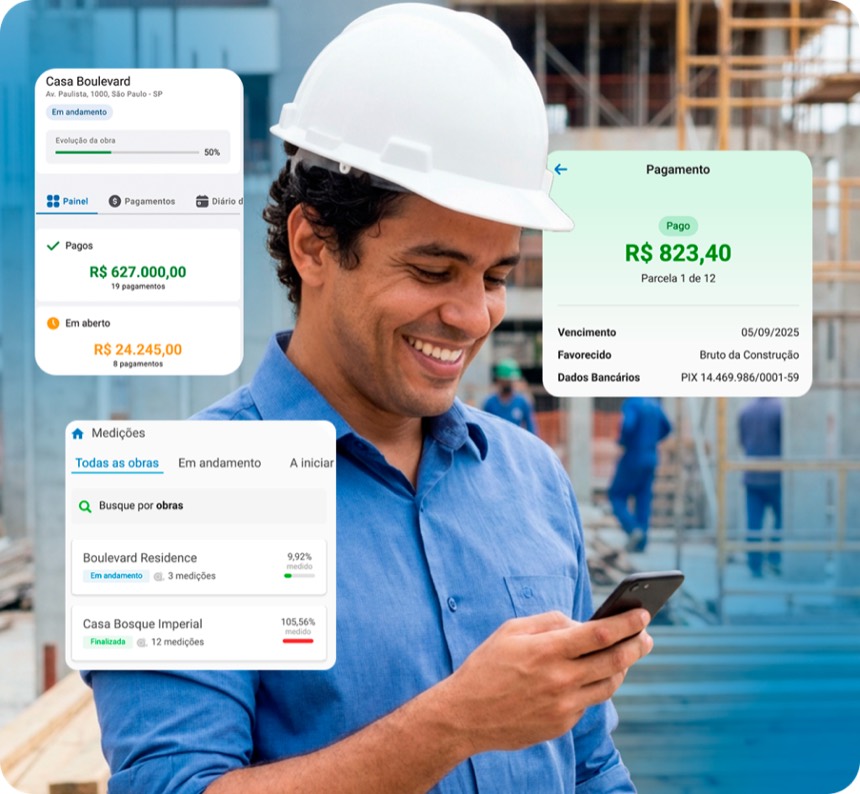 Casa Boulevard
Av. Paulista, 1000, São Paulo - SP
Em andamento
Evolução da obra
50%
Painel
Pagamentos
Diário d
Pagos
R$ 627.000,00
19 pagamentos
Em aberto
R$ 24.245,00
8 pagamentos
Pagamento
Pago
R$ 823,40
Parcela 1 de 12
Vencimento 05/09/2025
Favorecido Bruto da Construção
Dados Bancários PIX 14.469.986/0001-59
Medições
Todas as obras Em andamento A iniciar
Busque por obras
Boulevard Residence
9,92%
medido
Em andamento 3 medições
Casa Bosque Imperial
105,56%
medido
Finalizada 12 medições